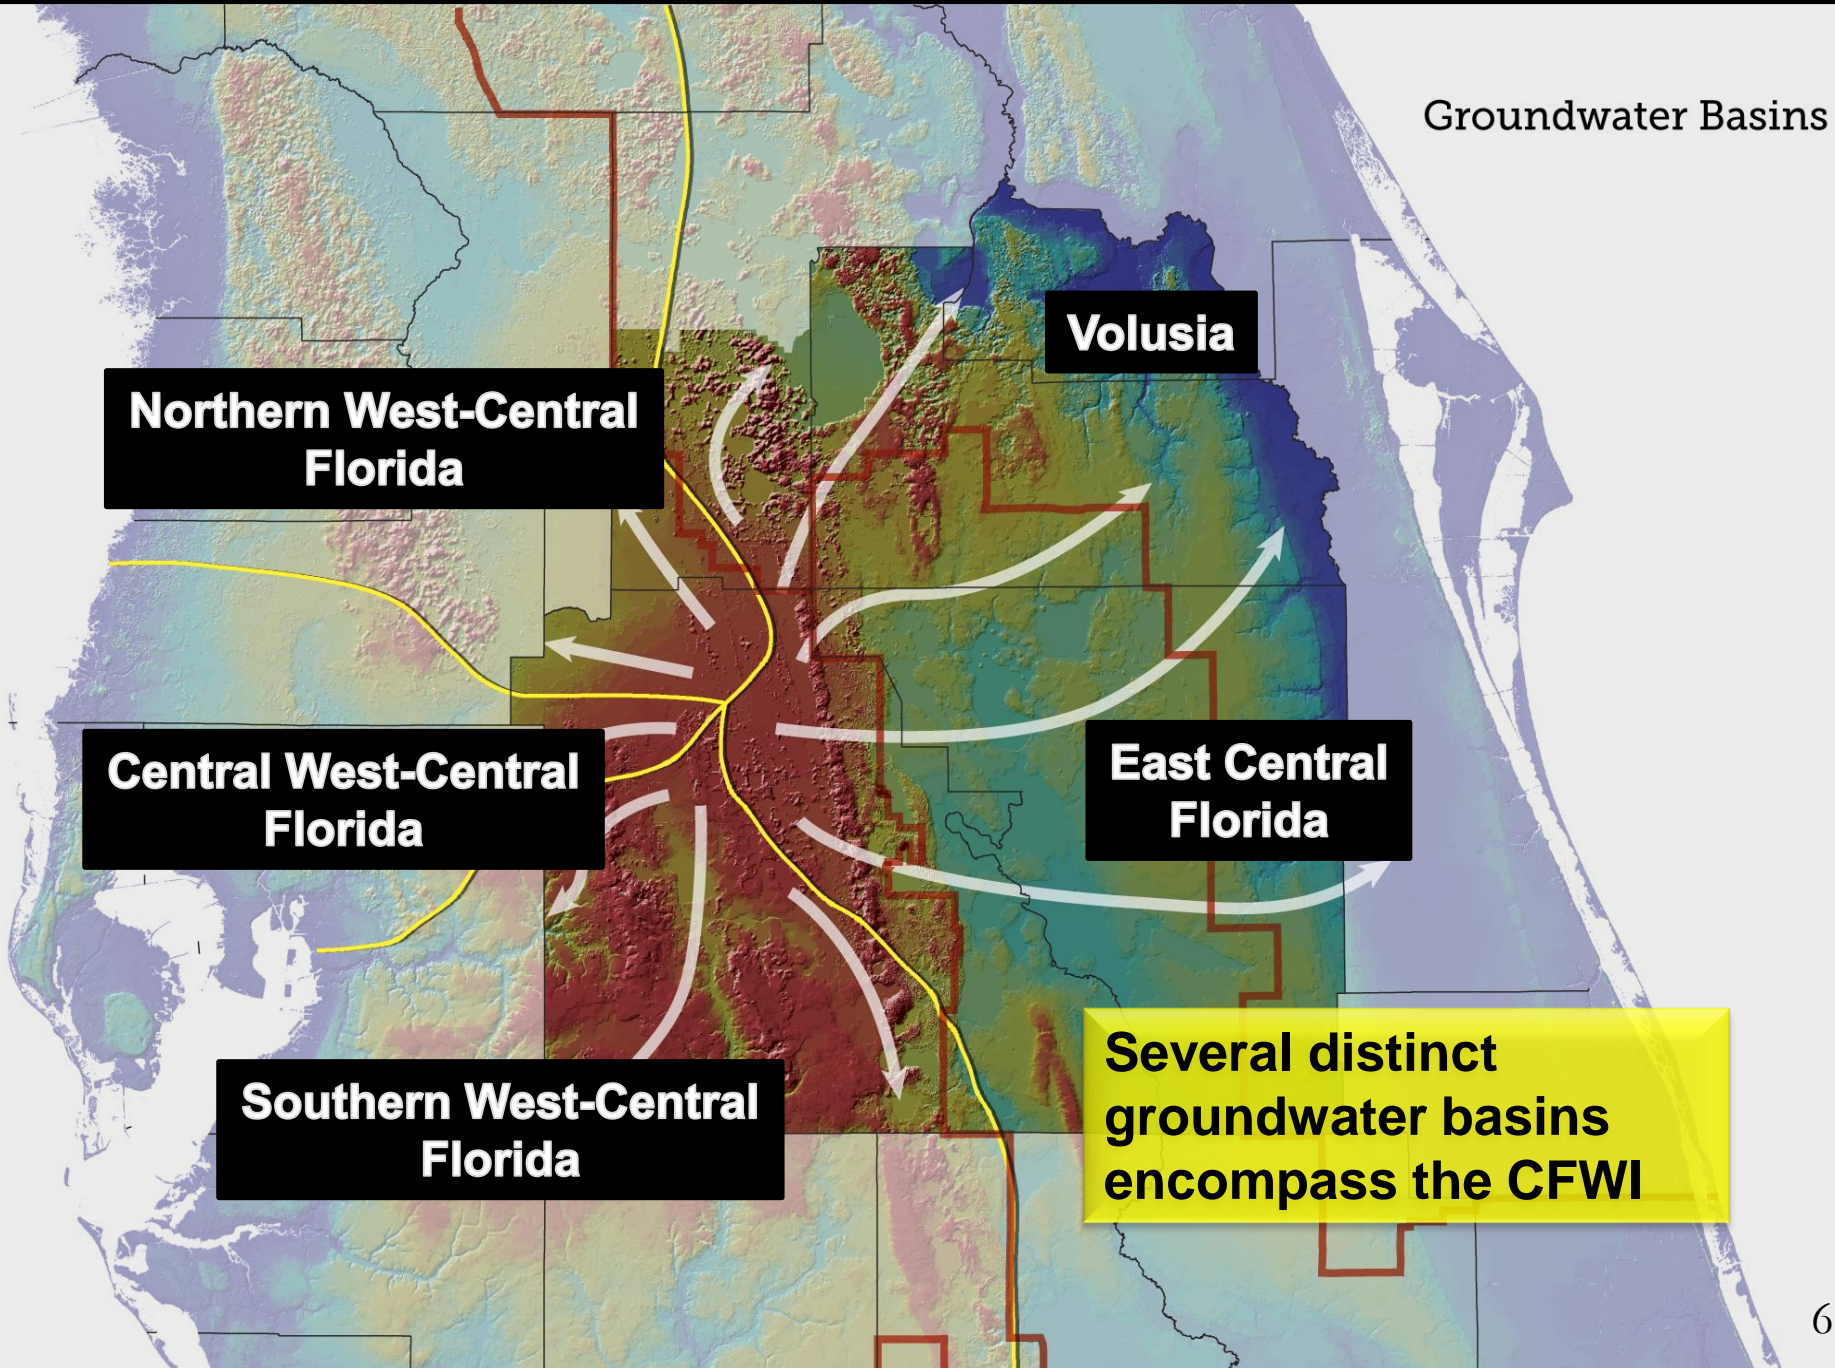 Groundwater Basins
Volusia
Northern West-Central
Florida
Central West-Central
Florida
East Central
Florida
Southern West-Central
Florida
Several distinct
groundwater basins
encompass the CFWI
6